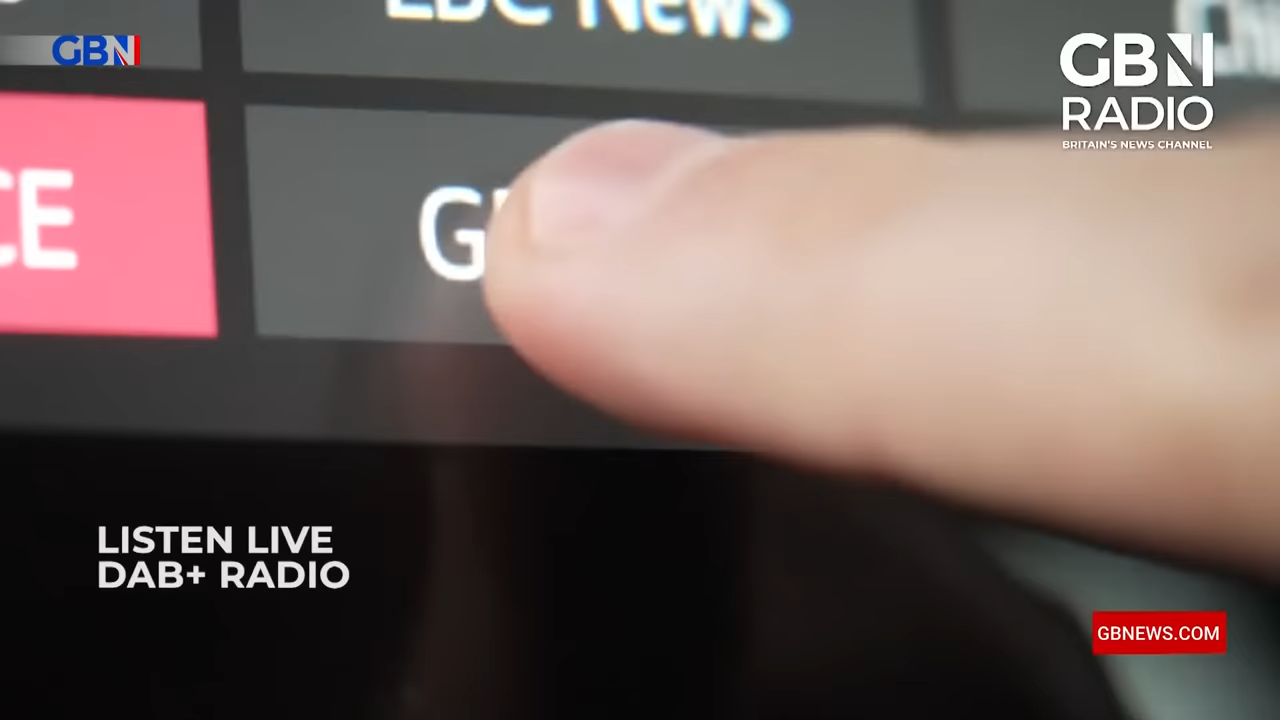 LBC News
GBN
GBN
RADIO
BRITAIN'S NEWS CHANNEL
CE
G
LISTEN LIVE
DAB+ RADIO
GBNEWS.COM